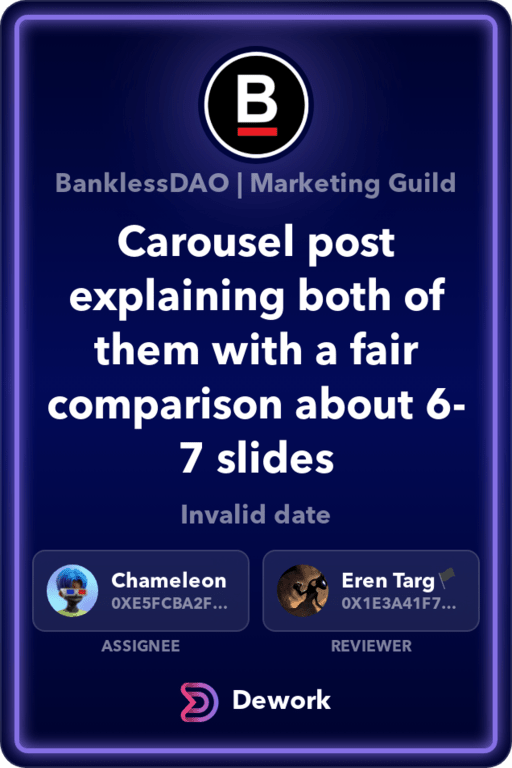 B
BanklessDAO | Marketing Guild
Carousel post
explaining both of
them with a fair
comparison about 6-
7 slides
Invalid date
Chameleon
0XE5FCBA2F...
Eren Targ🏴
0X1E3A41F7...
ASSIGNEE
REVIEWER
Dework